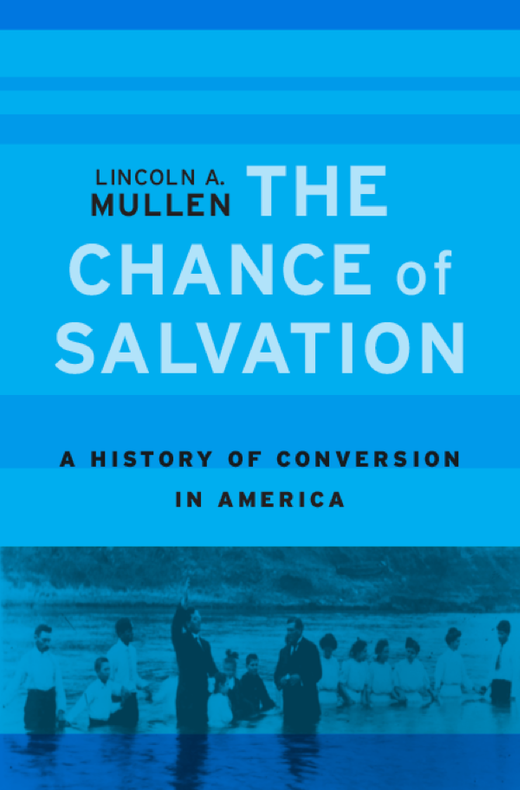 LINCOLN A.
MULLEN
THE
CHANCE of
SALVATION
A HISTORY OF CONVERSION
IN AMERICA